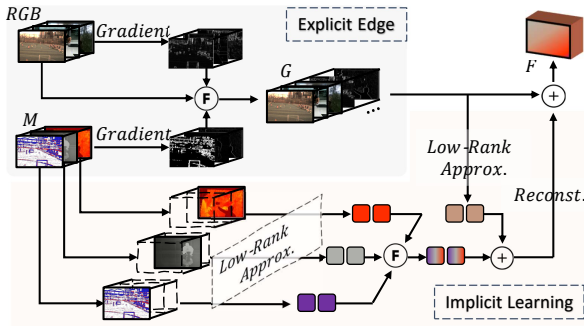 RGB
Gradient
Explicit Edge
F
G
...
F
+
M
Gradient
Low-Rank
Approx.
Reconst.
Low-Rank
Approx.
F
+
Implicit Learning